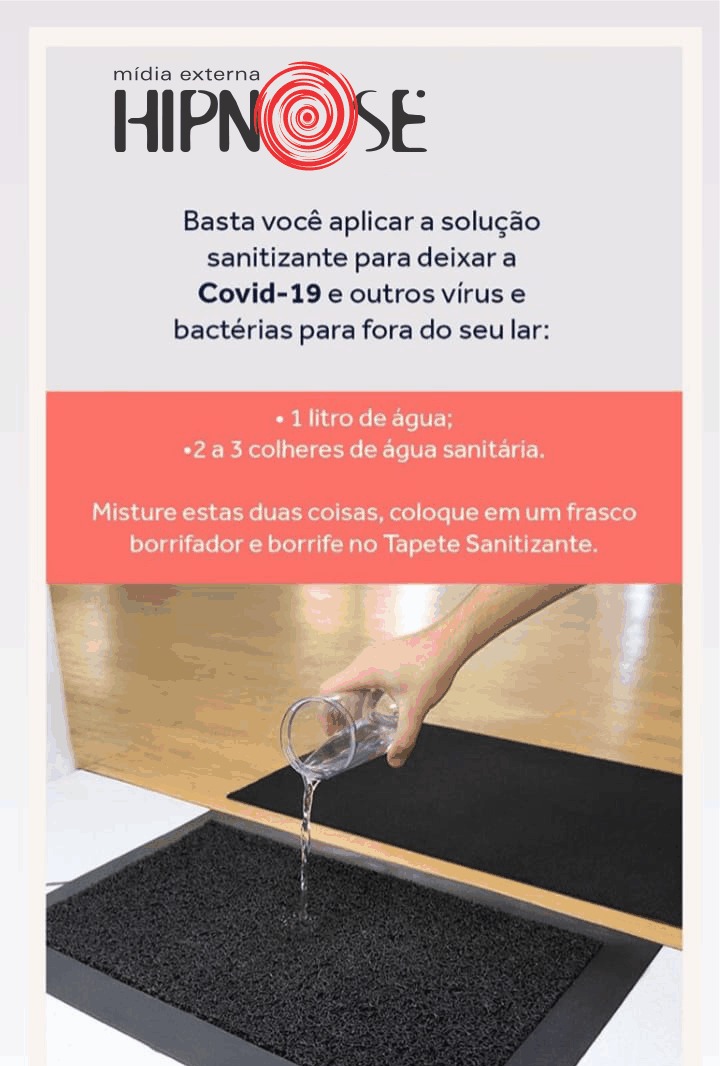 mídia externa
HIPNOSE
Basta você aplicar a solução
sanitizante para deixar a
Covid-19 e outros vírus e
bactérias para fora do seu lar:
• 1 litro de água;
•2 a 3 colheres de água sanitária.
Misture estas duas coisas, coloque em um frasco
borrifador e borrife no Tapete Sanitizante.